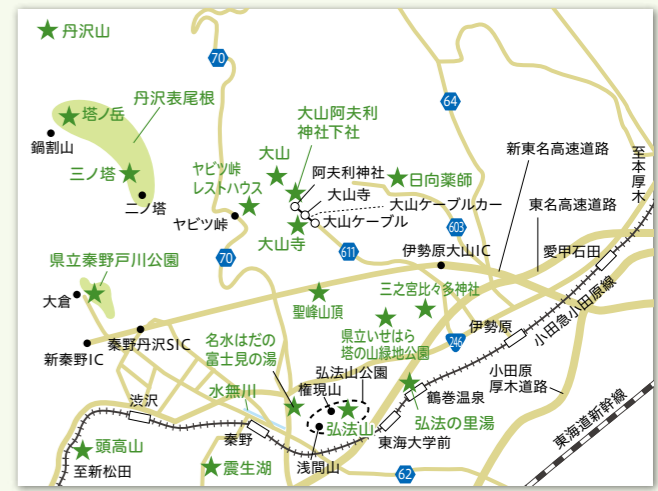 丹沢山
70
64
丹沢表尾根
塔ノ岳
大山阿夫利
神社下社
鍋割山
大山
阿夫利神社
新東名高速道路
至本厚木
三ノ塔
ヤビツ峠
レストハウス
日向薬師
大山寺
二ノ塔
大山ケーブルカー
東名高速道路
ヤビツ峠
大山ケーブル
603
大山寺
611
伊勢原大山IC
愛甲石田
県立秦野戸川公園
70
大倉
聖峰山頂
三之宮比々多神社
小田急小田原線
秦野丹沢SIC
名水はだの
富士見の湯
県立いせはら
塔の山緑地公園
246
伊勢原
新秦野IC
弘法山公園
小田原
厚木道路
水無川
権現山
鶴巻温泉
渋沢
弘法山
弘法の里湯
東海道新幹線
秦野
東海大学前
頭高山
浅間山
至新松田
震生湖
62